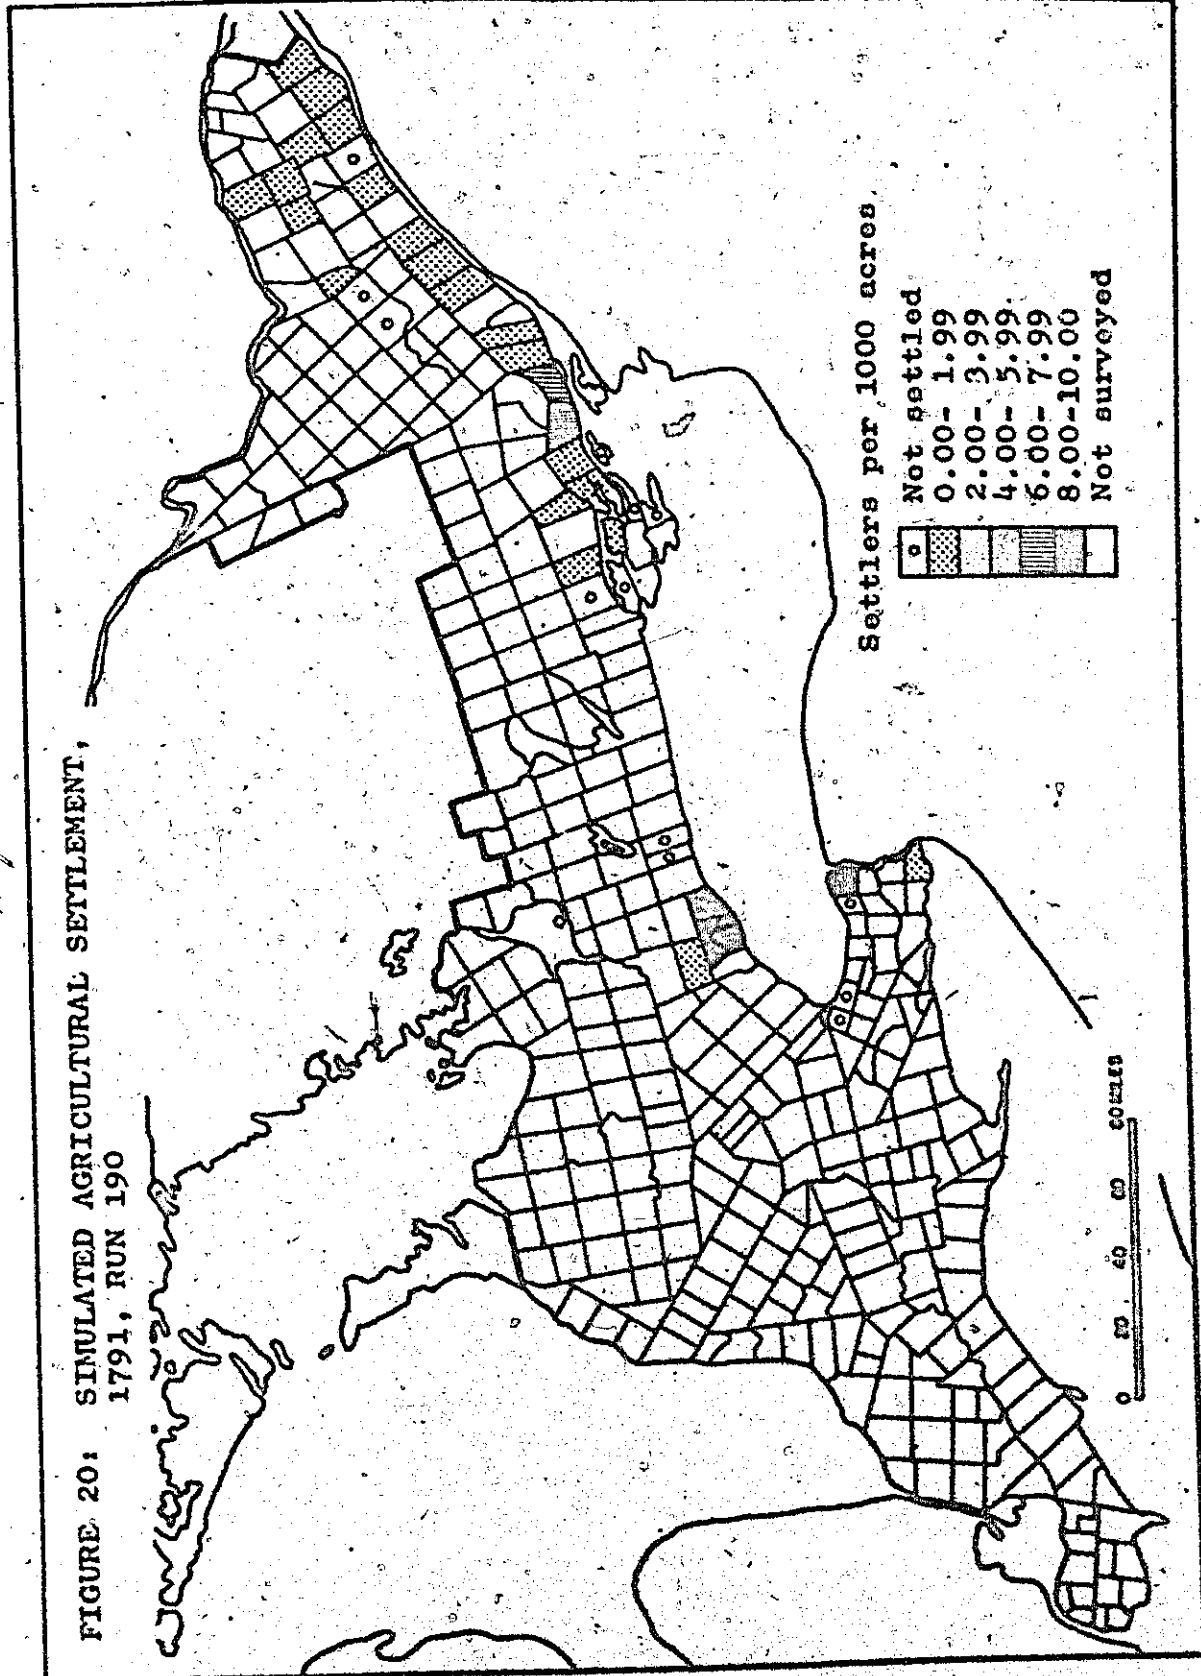 FIGURE 20: SIMULATED AGRICULTURAL SETTLEMENT,
1791, RUN 190
Settlers per 1000 acres
Not settled
0.00- 1.99
2.00- 3.99
4.00- 5.99
6.00- 7.99
8.00-10.00
Not surveyed
0 20 40 60 80MILES